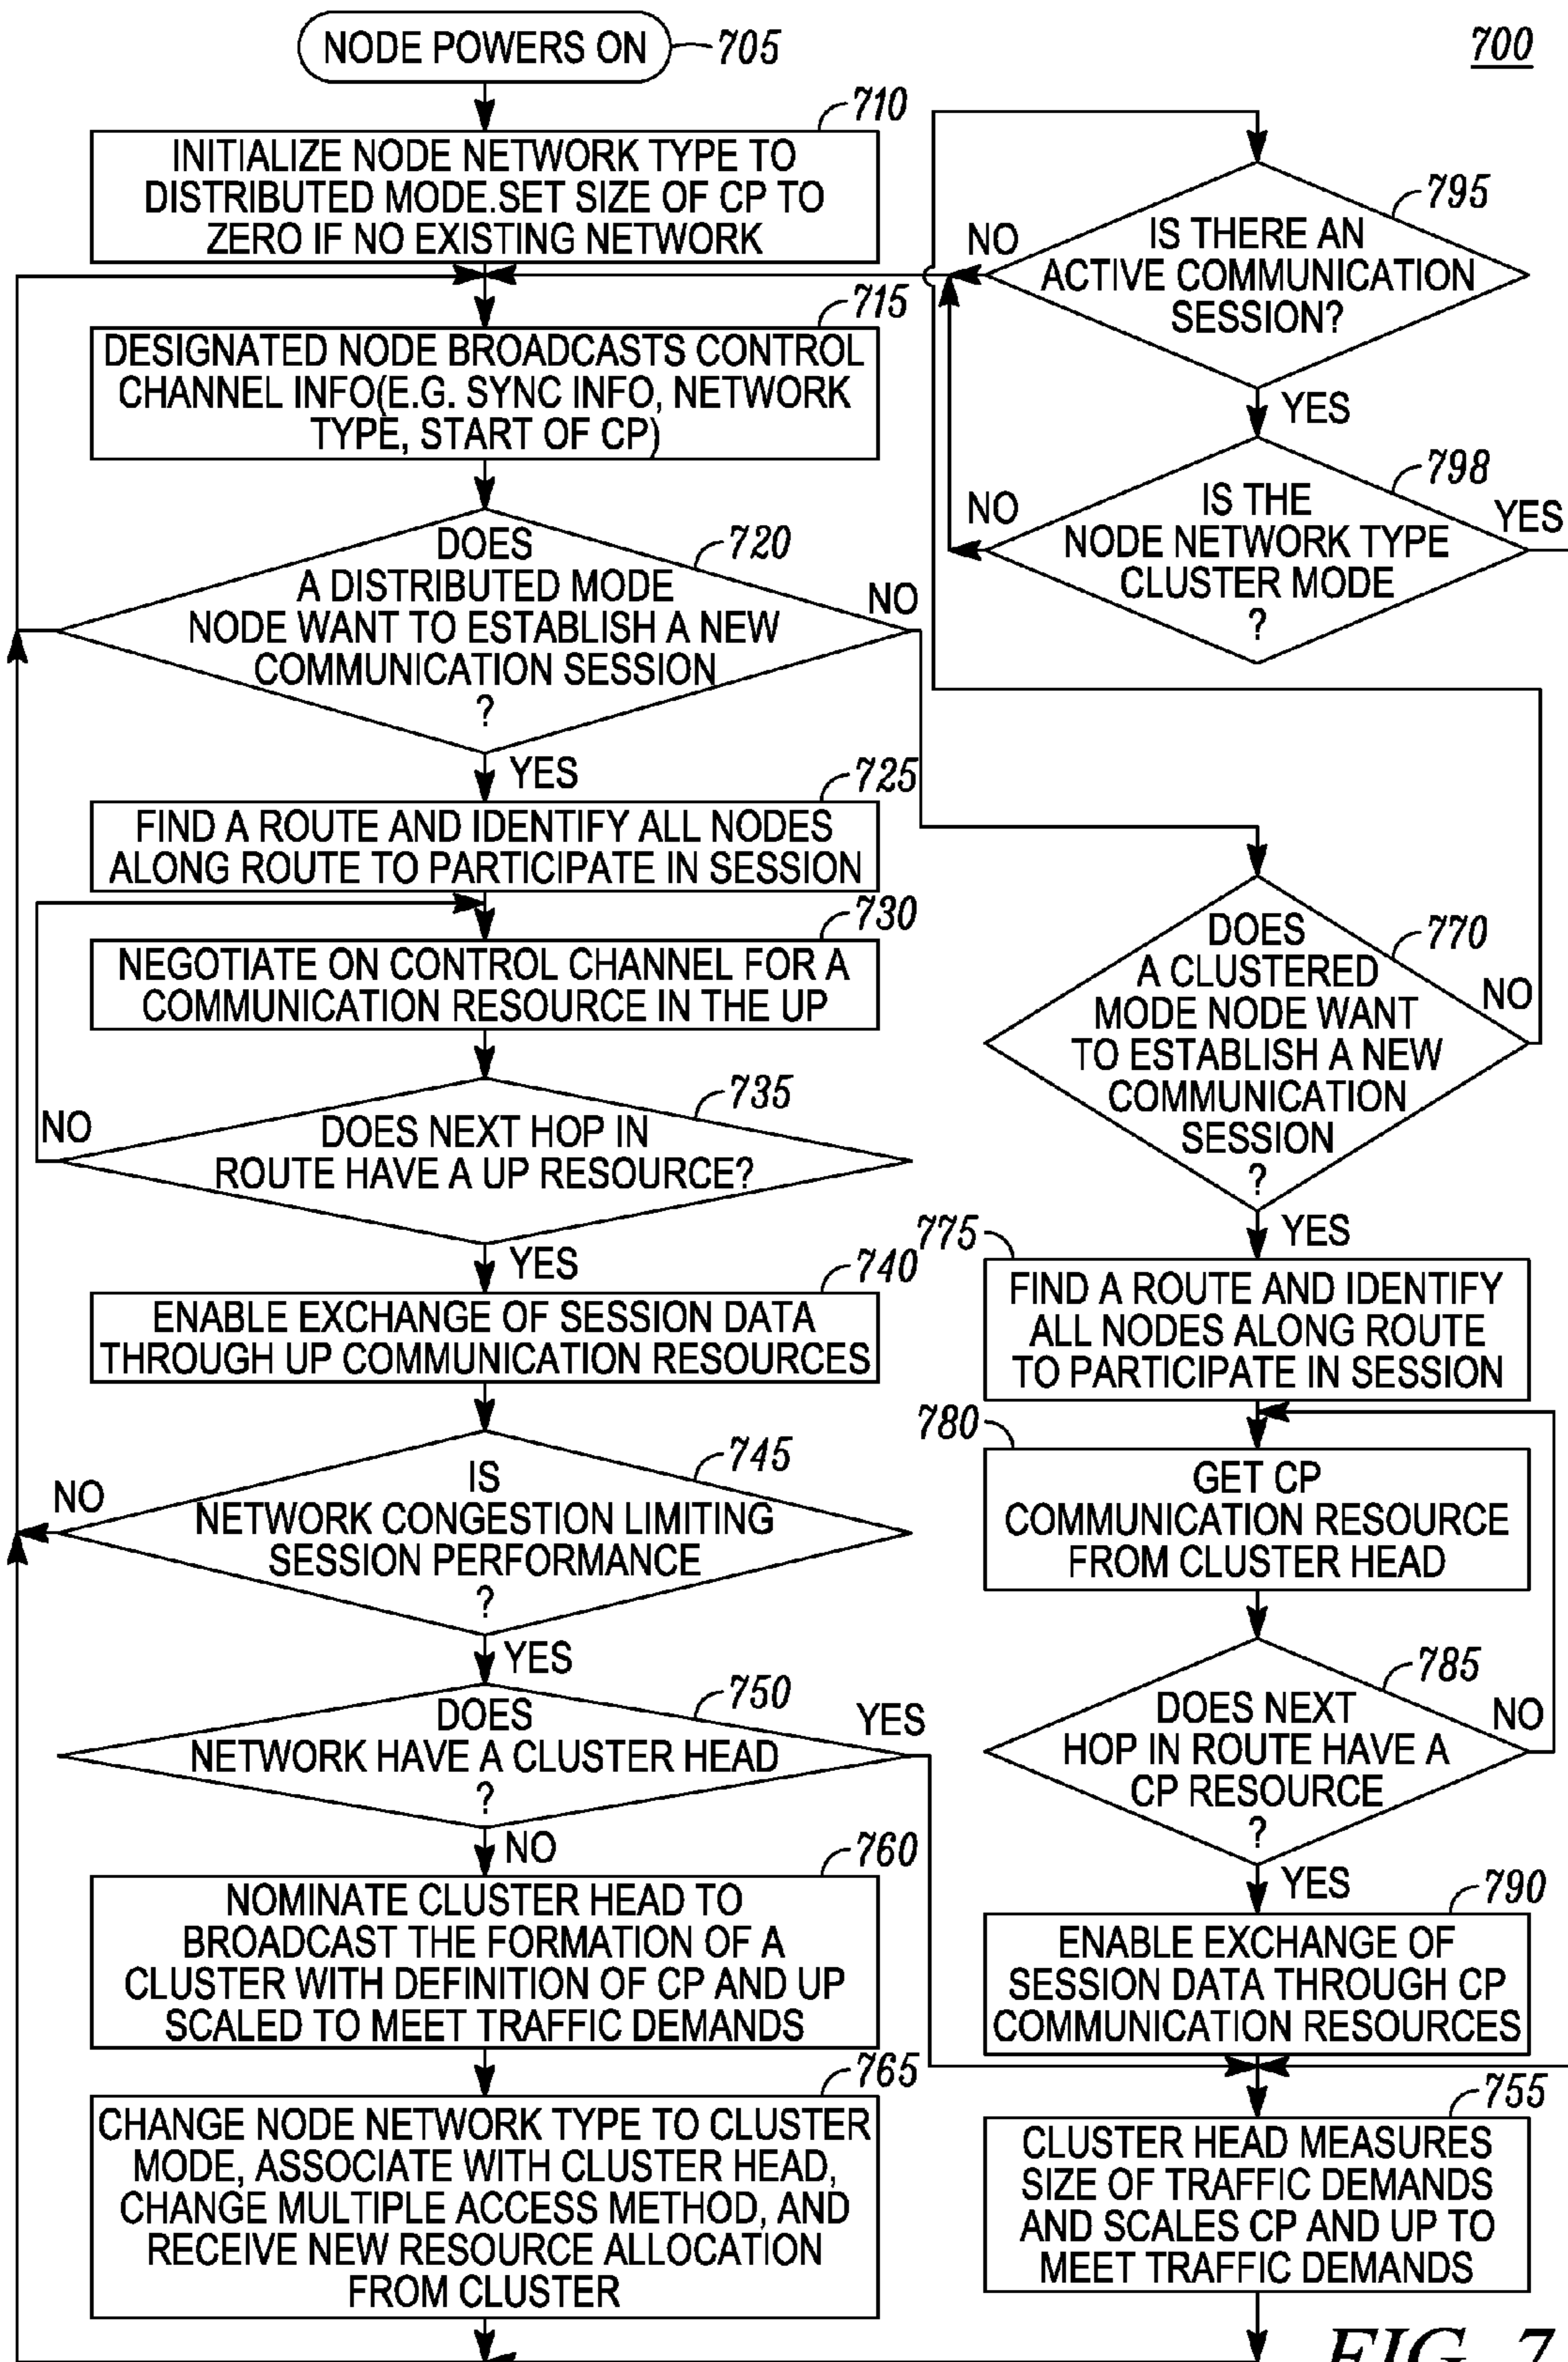 NODE POWERS ON
705
700
710
INITIALIZE NODE NETWORK TYPE TO
DISTRIBUTED MODE.SET SIZE OF CP TO
ZERO IF NO EXISTING NETWORK
715
DESIGNATED NODE BROADCASTS CONTROL
CHANNEL INFO(E.G. SYNC INFO, NETWORK
TYPE, START OF CP)
720
DOES
A DISTRIBUTED MODE
NODE WANT TO ESTABLISH A NEW
COMMUNICATION SESSION
?
NO
YES
725
FIND A ROUTE AND IDENTIFY ALL NODES
ALONG ROUTE TO PARTICIPATE IN SESSION
730
NEGOTIATE ON CONTROL CHANNEL FOR A
COMMUNICATION RESOURCE IN THE UP
735
NO
DOES NEXT HOP IN
ROUTE HAVE A UP RESOURCE?
YES
740
ENABLE EXCHANGE OF SESSION DATA
THROUGH UP COMMUNICATION RESOURCES
745
NO
IS
NETWORK CONGESTION LIMITING
SESSION PERFORMANCE
?
YES
750
DOES
NETWORK HAVE A CLUSTER HEAD
?
YES
NO
760
NOMINATE CLUSTER HEAD TO
BROADCAST THE FORMATION OF A
CLUSTER WITH DEFINITION OF CP AND UP
SCALED TO MEET TRAFFIC DEMANDS
765
CHANGE NODE NETWORK TYPE TO CLUSTER
MODE, ASSOCIATE WITH CLUSTER HEAD,
CHANGE MULTIPLE ACCESS METHOD, AND
RECEIVE NEW RESOURCE ALLOCATION
FROM CLUSTER
795
NO
IS THERE AN
ACTIVE COMMUNICATION
SESSION?
YES
798
NO
IS THE
NODE NETWORK TYPE
CLUSTER MODE
?
YES
770
DOES
A CLUSTERED
MODE NODE WANT
TO ESTABLISH A NEW
COMMUNICATION
SESSION
?
NO
YES
775
FIND A ROUTE AND IDENTIFY
ALL NODES ALONG ROUTE
TO PARTICIPATE IN SESSION
780
GET CP
COMMUNICATION RESOURCE
FROM CLUSTER HEAD
785
DOES NEXT
HOP IN ROUTE HAVE A
CP RESOURCE
?
NO
YES
790
ENABLE EXCHANGE OF
SESSION DATA THROUGH CP
COMMUNICATION RESOURCES
755
CLUSTER HEAD MEASURES
SIZE OF TRAFFIC DEMANDS
AND SCALES CP AND UP TO
MEET TRAFFIC DEMANDS
FIG. 7